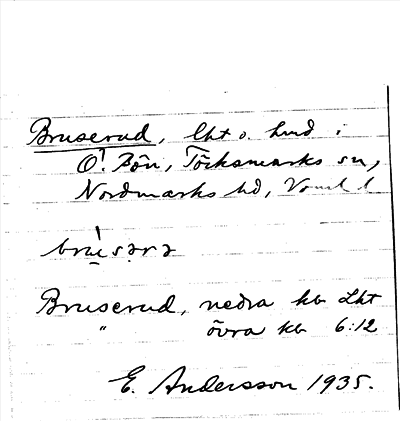 Bruserud, lht o. hmd i
Ö. Bön, Töcksmarks sn,
Nordmarks hd, Värml l
Bruserud, nedra kb Lht
" övra kb 6:12
E. Andersson 1935.